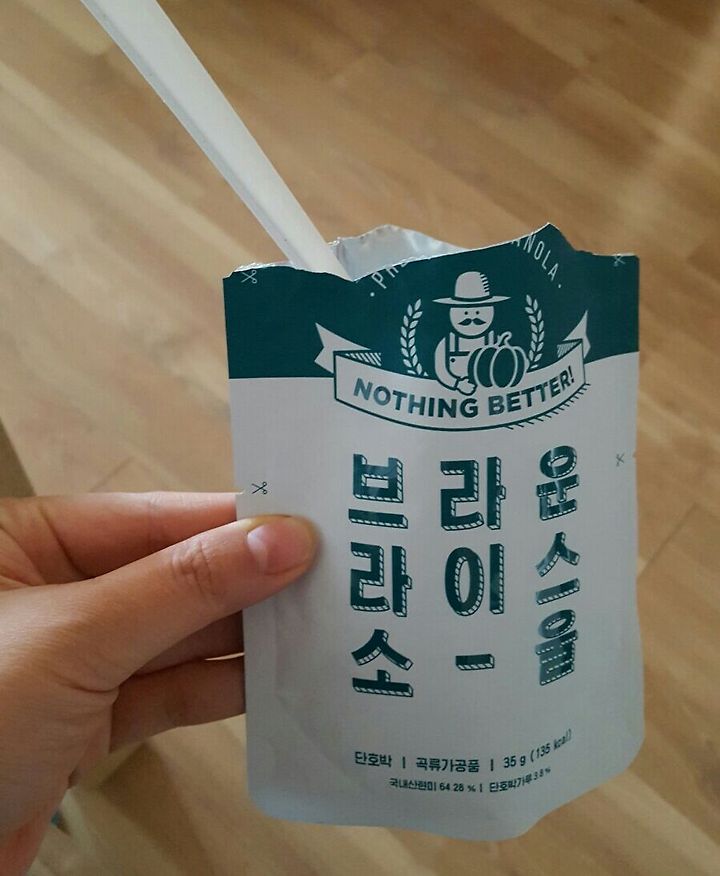 NOTHING BETTER!
브라운
라이스
소-울
단호박 | 곡류가공품 | 35 g (135 kcal)
국내산현미 64.28 % | 단호박가루 3.8 %